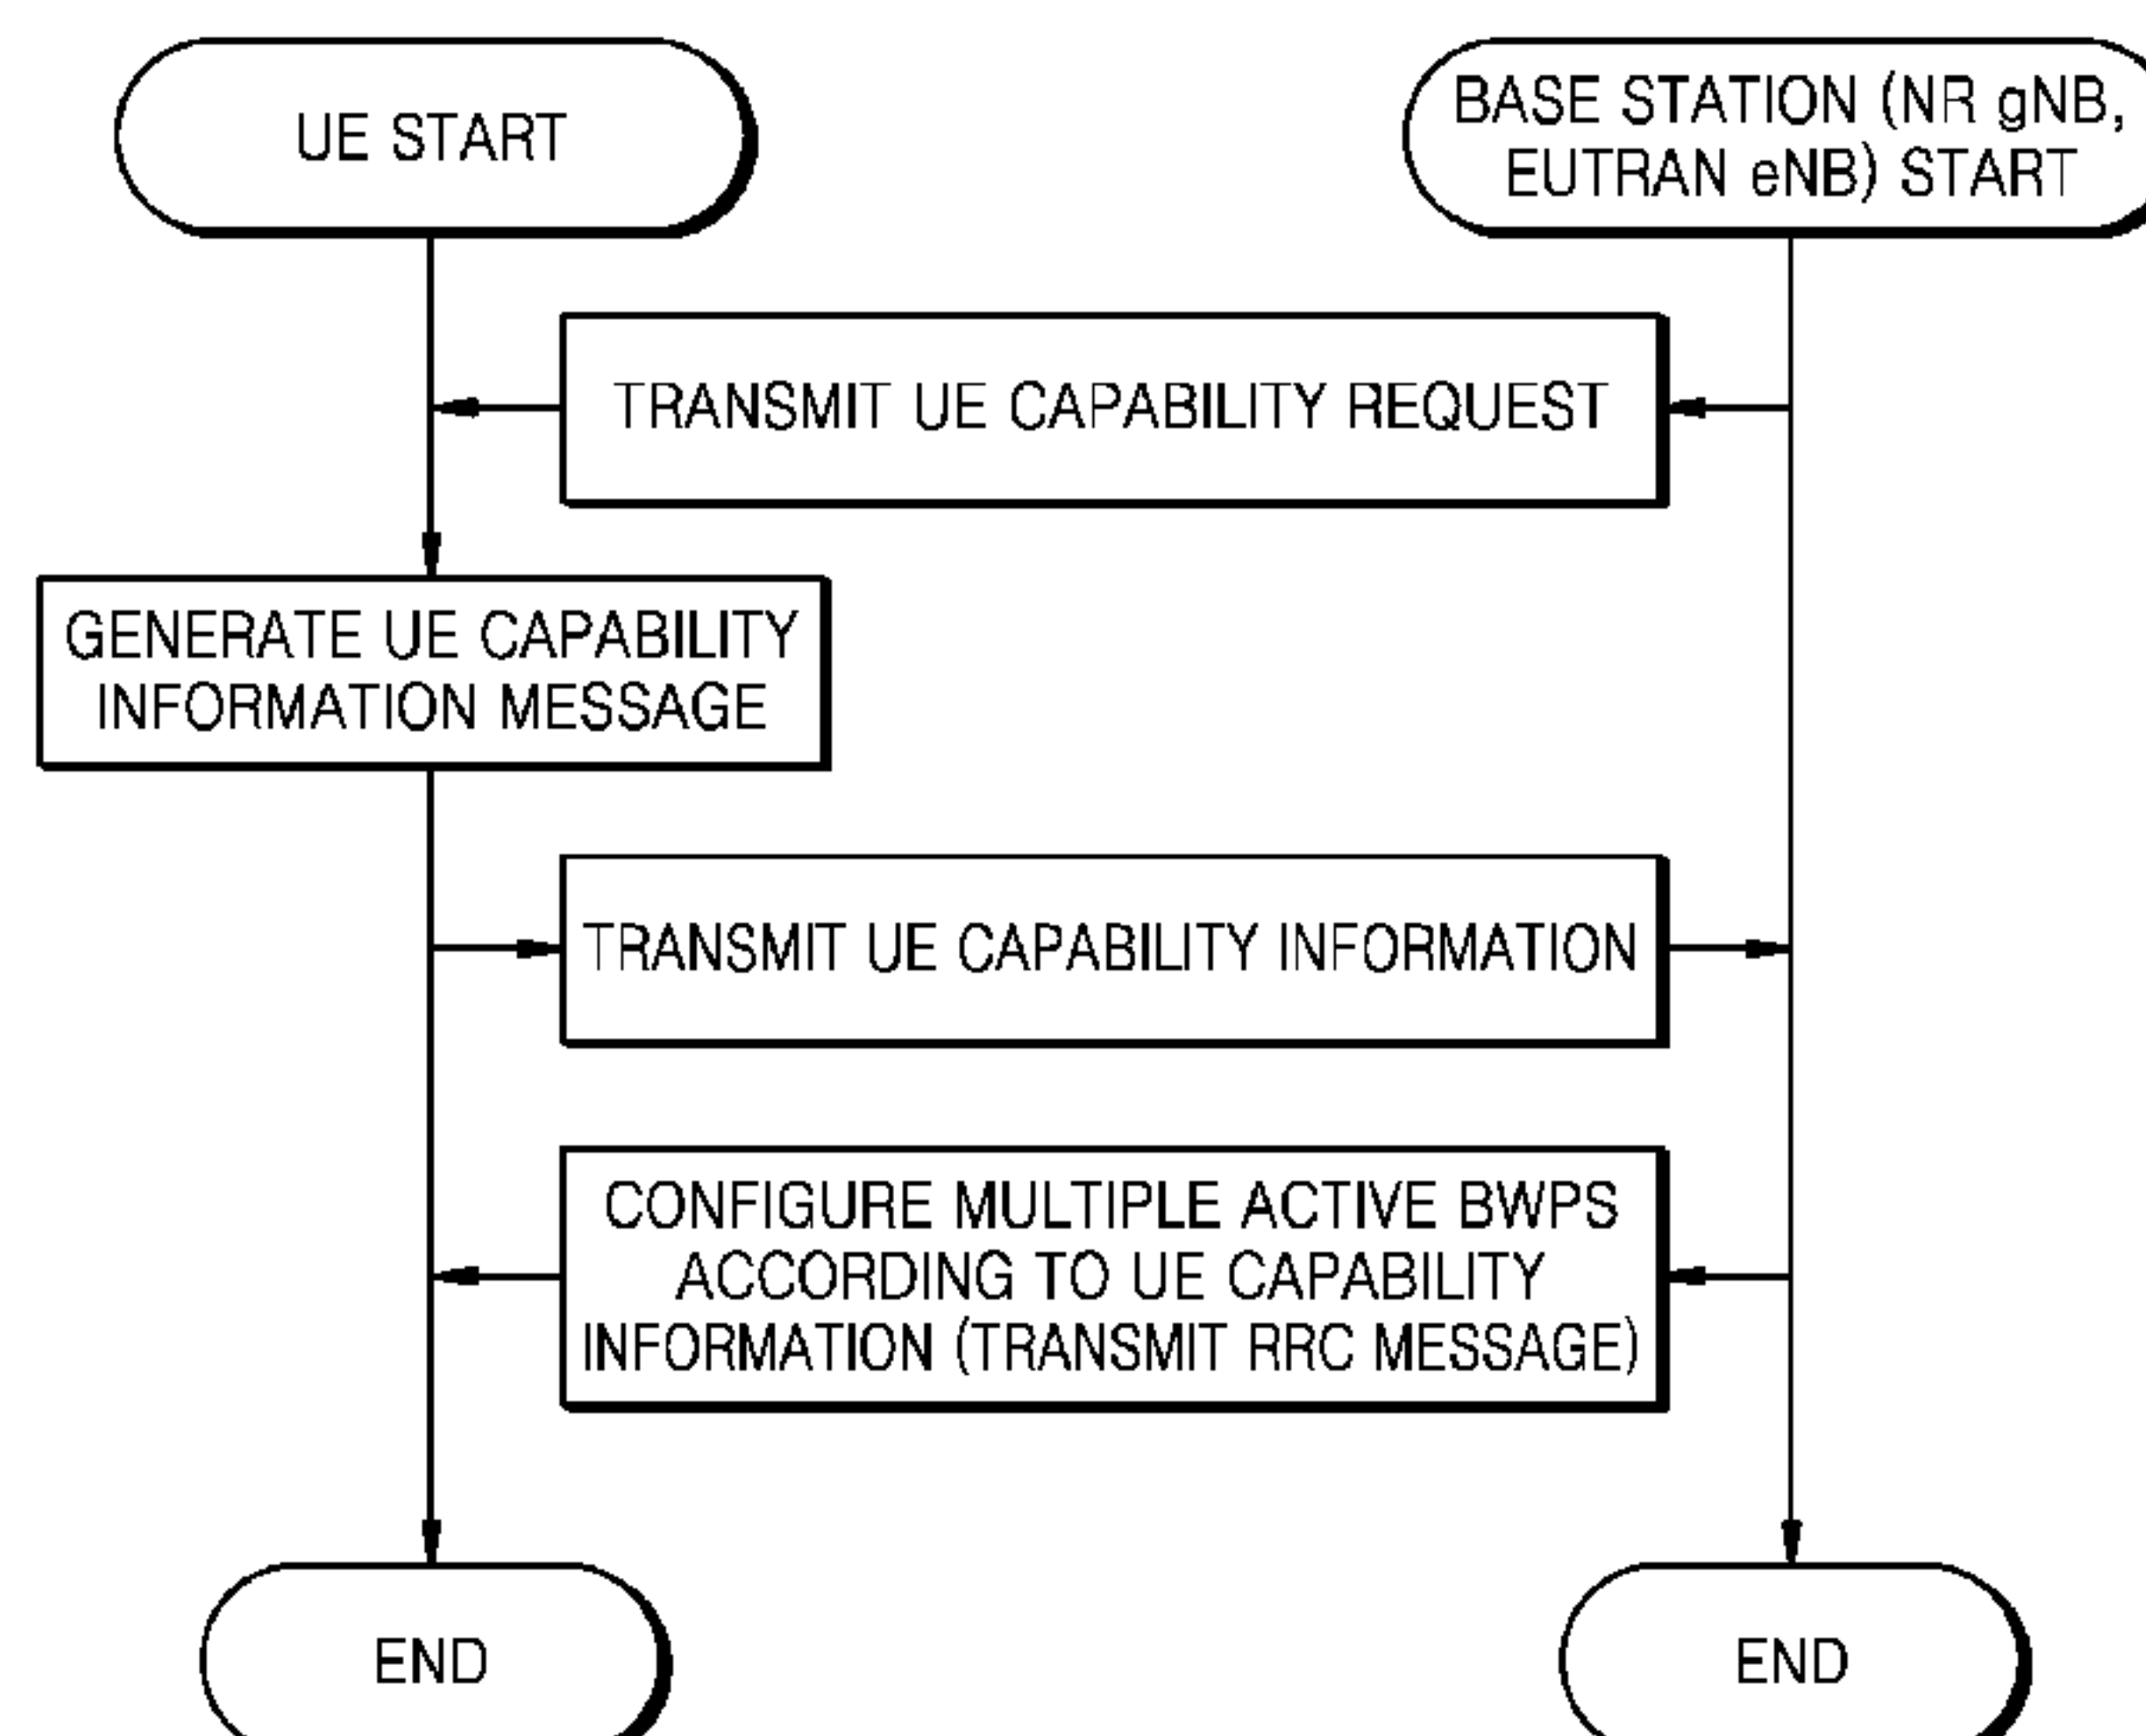 UE START
BASE STATION (NR gNB,
EUTRAN eNB) START
TRANSMIT UE CAPABILITY REQUEST
GENERATE UE CAPABILITY
INFORMATION MESSAGE
TRANSMIT UE CAPABILITY INFORMATION
CONFIGURE MULTIPLE ACTIVE BWPS
ACCORDING TO UE CAPABILITY
INFORMATION (TRANSMIT RRC MESSAGE)
END
END